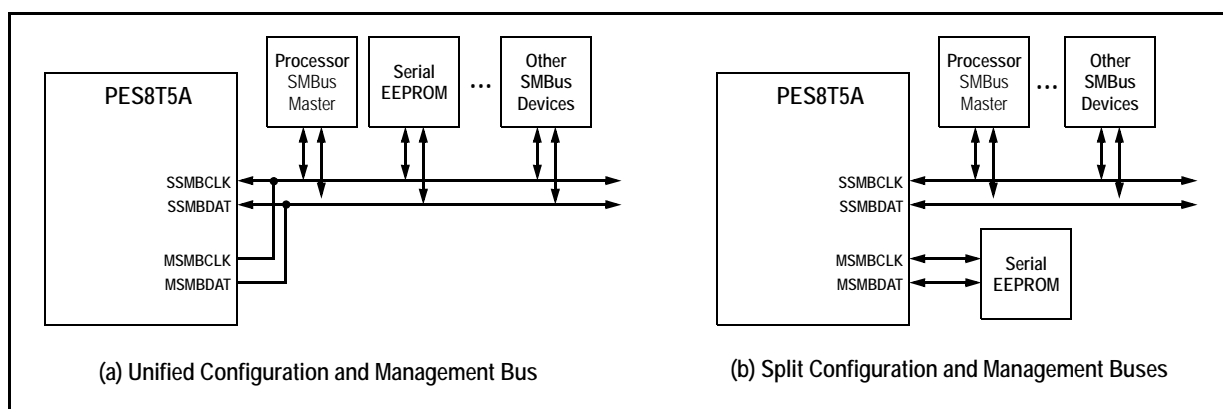 PES8T5A
Processor
SMBus
Master
Serial
EEPROM
...
Other
SMBus
Devices
SSMBCLK
SSMBDAT
MSMBCLK
MSMBDAT
(a) Unified Configuration and Management Bus
PES8T5A
Processor
SMBus
Master
...
Other
SMBus
Devices
SSMBCLK
SSMBDAT
MSMBCLK
MSMBDAT
Serial
EEPROM
(b) Split Configuration and Management Buses